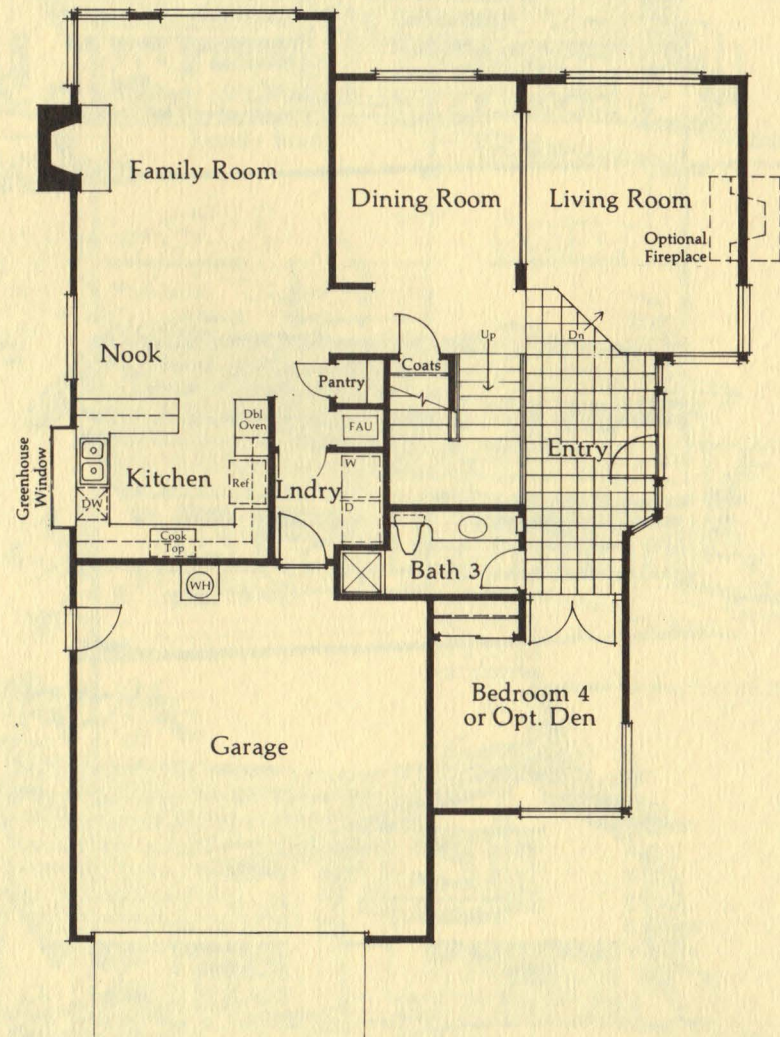 Family Room
Dining Room
Living Room
Optional
Fireplace
Nook
Up
Dn
Coats
Pantry
Dbl
Oven
FAU
Greenhouse
Window
Kitchen
Ref
Lndry
W
D
Entry
DW
Cook
Top
Bath 3
WH
Bedroom 4
or Opt. Den
Garage